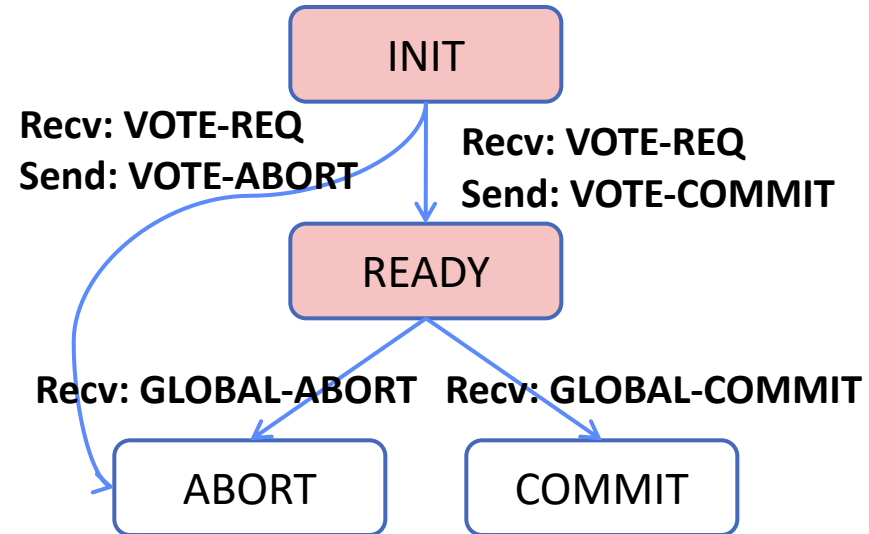 INIT
Recv: VOTE-REQ
Send: VOTE-ABORT
Recv: VOTE-REQ
Send: VOTE-COMMIT
READY
Recv: GLOBAL-ABORT
Recv: GLOBAL-COMMIT
ABORT
COMMIT